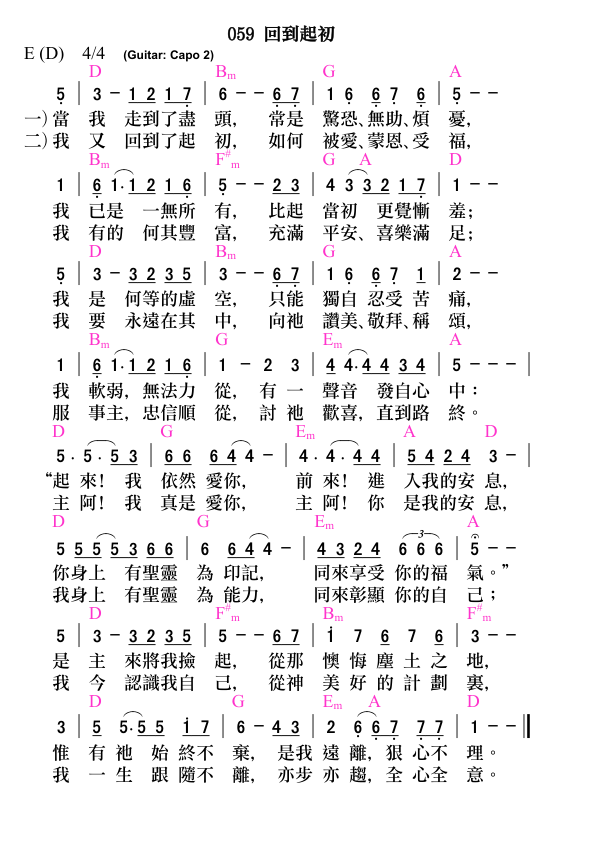 059 回到起初
E (D) 4/4 (Guitar: Capo 2)
D Bm G A
5 | 3 - 1 2 1 7 | 6 - - 6 7 | 1 6 6 7 6 | 5 - -
一)當 我 走到了盡 頭, 常是 驚恐、無助、煩 憂,
二)我 又 回到了起 初, 如何 被愛、蒙恩、受 福,
Bm F#m G A D
1 | 6 1·1 2 1 6 | 5 - - 2 3 | 4 3 3 2 1 7 | 1 - -
我 已是 一無所 有, 比起 當初 更覺慚 羞;
我 有的 何其豐 富, 充滿 平安、喜樂滿 足;
D Bm G A
5 | 3 - 3 2 3 5 | 3 - - 6 7 | 1 6 6 7 1 | 2 - -
我 是 何等的虛 空, 只能 獨自 忍受 苦 痛,
我 要 永遠在其 中, 向祂 讚美、敬拜、稱 頌,
Bm G Em A
1 | 6 1·1 2 1 6 | 1 - 2 3 | 4 4·4 4 3 4 | 5 - - - |
我 軟弱, 無法力 從, 有 一 聲音 發自心 中：
服 事主, 忠信順 從, 討 祂 歡喜, 直到路 終。
D G Em A D
5·5·5 5 3 | 6 6 6 4 4 - | 4·4·4 4 | 5 4 2 4 3 - |
“起 來! 我 依然 愛你, 前 來! 進 入我的安 息,
主 阿! 我 真是 愛你, 主 阿! 你 是我的安 息,
D G Em A
5 5 5 5 3 6 6 | 6 6 4 4 - | 4 3 2 4 6 6 6 | 5 - -
3
你身上 有聖靈 為 印記, 同來享受 你的福 氣。”
我身上 有聖靈 為 能力, 同來彰顯 你的自 己；
D F#m Bm F#m
5 | 3 - 3 2 3 5 | 5 - - 6 7 | 1 7 6 7 6 | 3 - -
是 主 來將我撿 起, 從那 懊 悔 塵 土 之 地,
我 今 認識我自 己, 從神 美 好 的 計 劃 裏,
D G Em A D
3 | 5 5·5 5 1 7 | 6 - 4 3 | 2 6 6 7 7 7 | 1 - - ‖
惟 有 祂 始 終不 棄, 是我 遠 離, 狠 心不 理。
我 一 生 跟 隨不 離, 亦步 亦 趨, 全 心全 意。